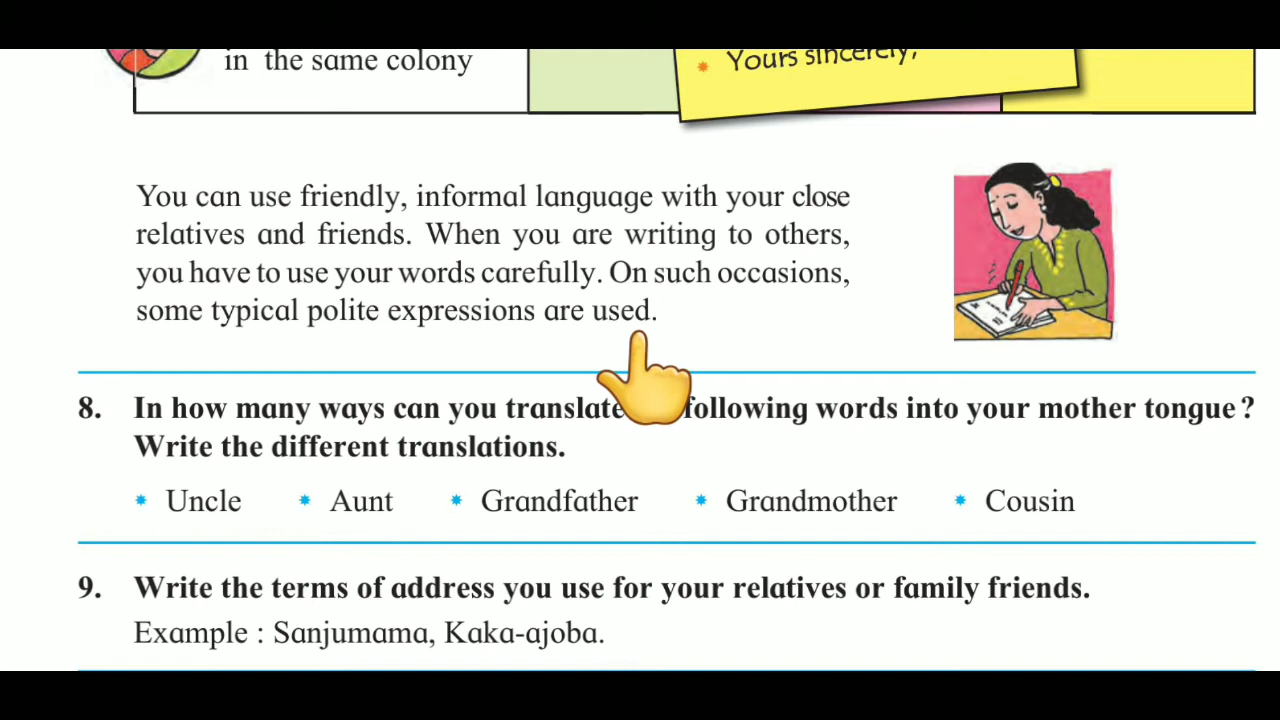 in the same colony
Yours sincerely,
You can use friendly, informal language with your close
relatives and friends. When you are writing to others,
you have to use your words carefully. On such occasions,
some typical polite expressions are used.
8. In how many ways can you translate following words into your mother tongue?
Write the different translations.
Uncle
Aunt
Grandfather
Grandmother
Cousin
9. Write the terms of address you use for your relatives or family friends.
Example : Sanjumama, Kaka-ajoba.